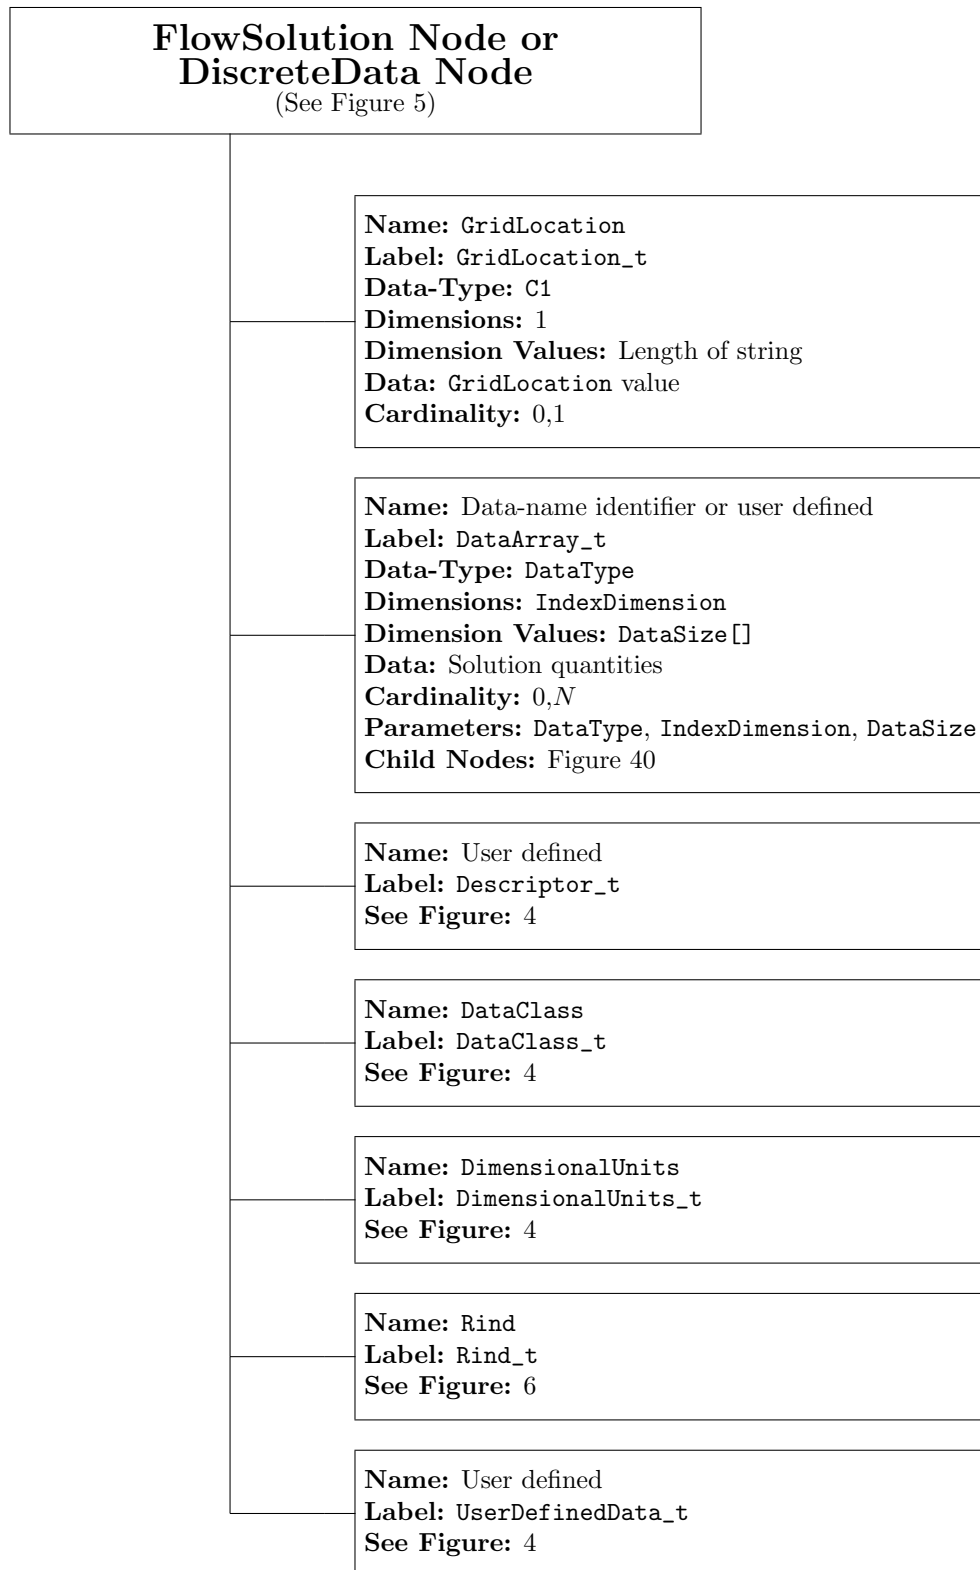 FlowSolution Node or
DiscreteData Node
(See Figure 5)
Name: GridLocation
Label: GridLocation_t
Data-Type: C1
Dimensions: 1
Dimension Values: Length of string
Data: GridLocation value
Cardinality: 0,1
Name: Data-name identifier or user defined
Label: DataArray_t
Data-Type: DataType
Dimensions: IndexDimension
Dimension Values: DataSize[]
Data: Solution quantities
Cardinality: 0,N
Parameters: DataType, IndexDimension, DataSize
Child Nodes: Figure 40
Name: User defined
Label: Descriptor_t
See Figure: 4
Name: DataClass
Label: DataClass_t
See Figure: 4
Name: DimensionalUnits
Label: DimensionalUnits_t
See Figure: 4
Name: Rind
Label: Rind_t
See Figure: 6
Name: User defined
Label: UserDefinedData_t
See Figure: 4